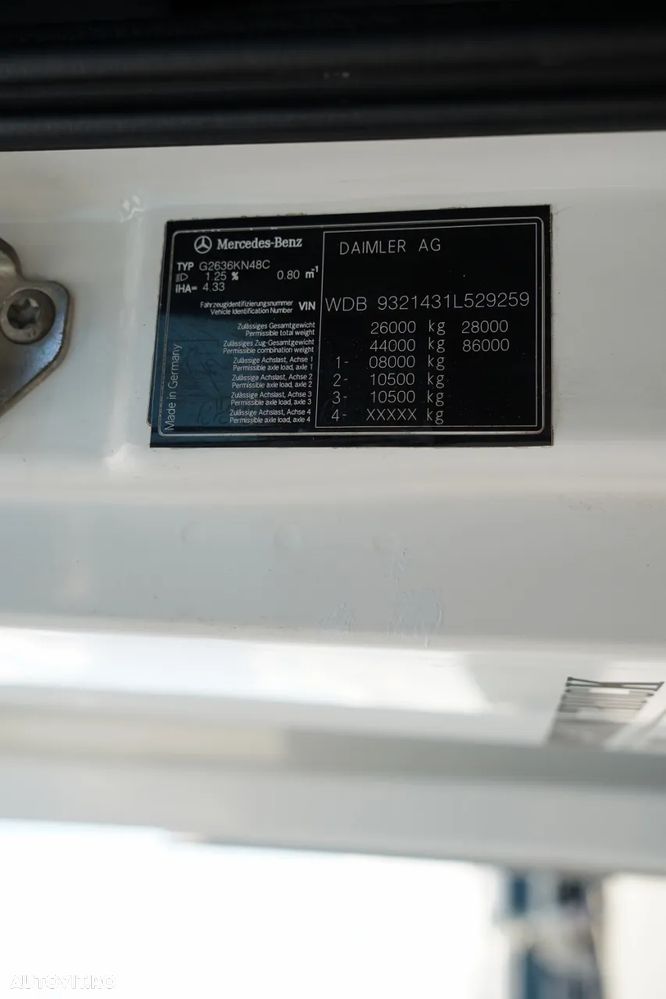 Mercedes-Benz
TYP G2636KN48C
1.25 % 0.80 m⁻¹
IHA= 4.33
DAIMLER AG
Fahrzeugidentifizierungsnummer
Vehicle Identification Number
VIN
WDB 9321431L529259
Zulässiges Gesamtgewicht
Permissible total weight
26000 kg 28000
Zulässiges Zug-Gesamtgewicht
Permissible combination weight
44000 kg 86000
Zulässige Achslast, Achse 1
Permissible axle load, axle 1
1- 08000 kg
Zulässige Achslast, Achse 2
Permissible axle load, axle 2
2- 10500 kg
Zulässige Achslast, Achse 3
Permissible axle load, axle 3
3- 10500 kg
Zulässige Achslast, Achse 4
Permissible axle load, axle 4
4- XXXXX kg
Made in Germany
AUTOVIT.RO